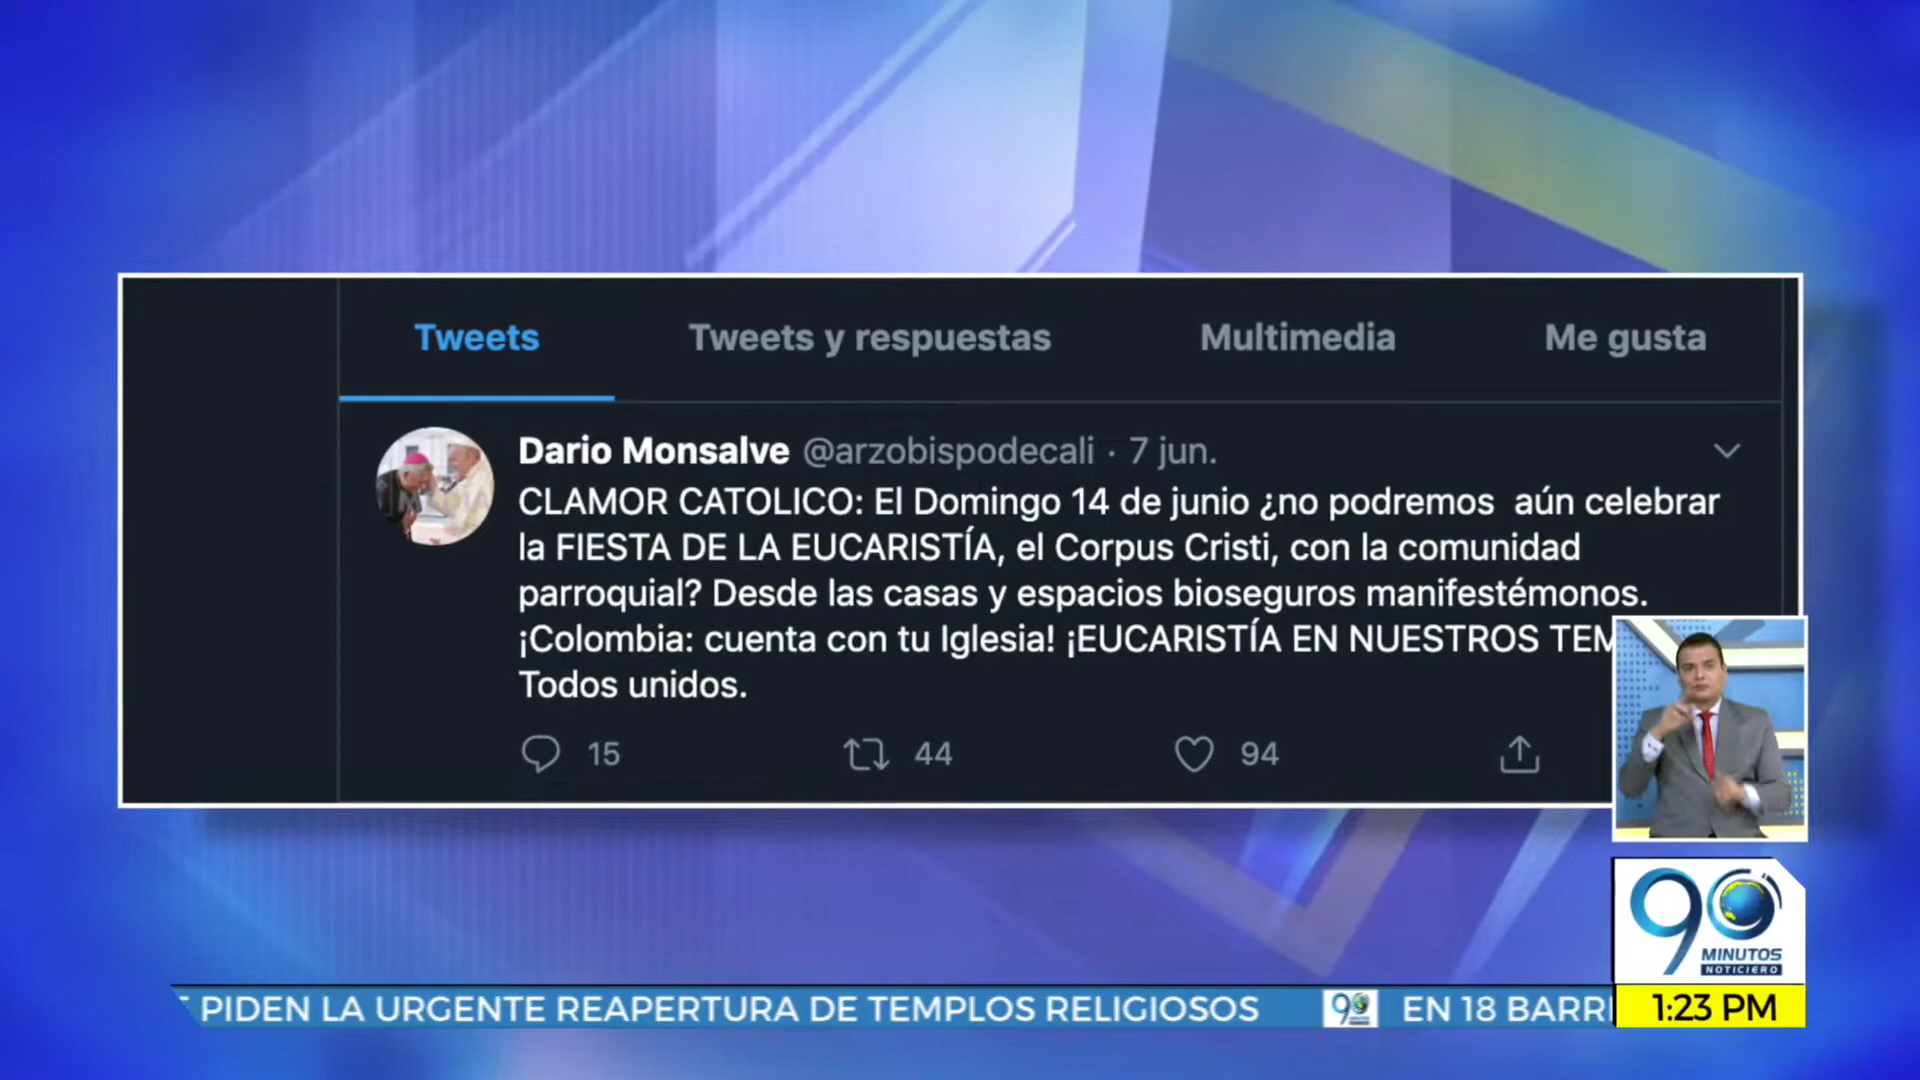 Tweets Tweets y respuestas Multimedia Me gusta
Dario Monsalve @arzobispodecali · 7 jun.
CLAMOR CATOLICO: El Domingo 14 de junio ¿no podremos aún celebrar
la FIESTA DE LA EUCARISTÍA, el Corpus Cristi, con la comunidad
parroquial? Desde las casas y espacios bioseguros manifestémonos.
¡Colombia: cuenta con tu Iglesia! ¡EUCARISTÍA EN NUESTROS TEM
Todos unidos.
15 44 94
90
MINUTOS
NOTICIERO
PIDEN LA URGENTE REAPERTURA DE TEMPLOS RELIGIOSOS 90 EN 18 BARRI
1:23 PM